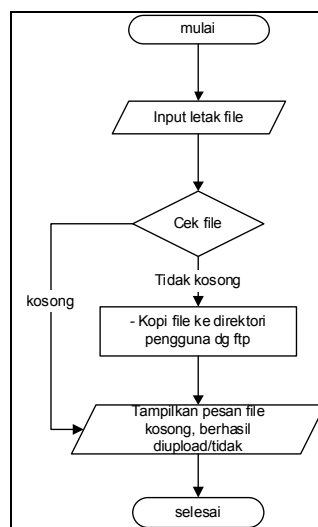 mulai
Input letak file
Cek file
Tidak kosong
kosong
- Kopi file ke direktori
pengguna dg ftp
Tampilkan pesan file
kosong, berhasil
diupload/tidak
selesai